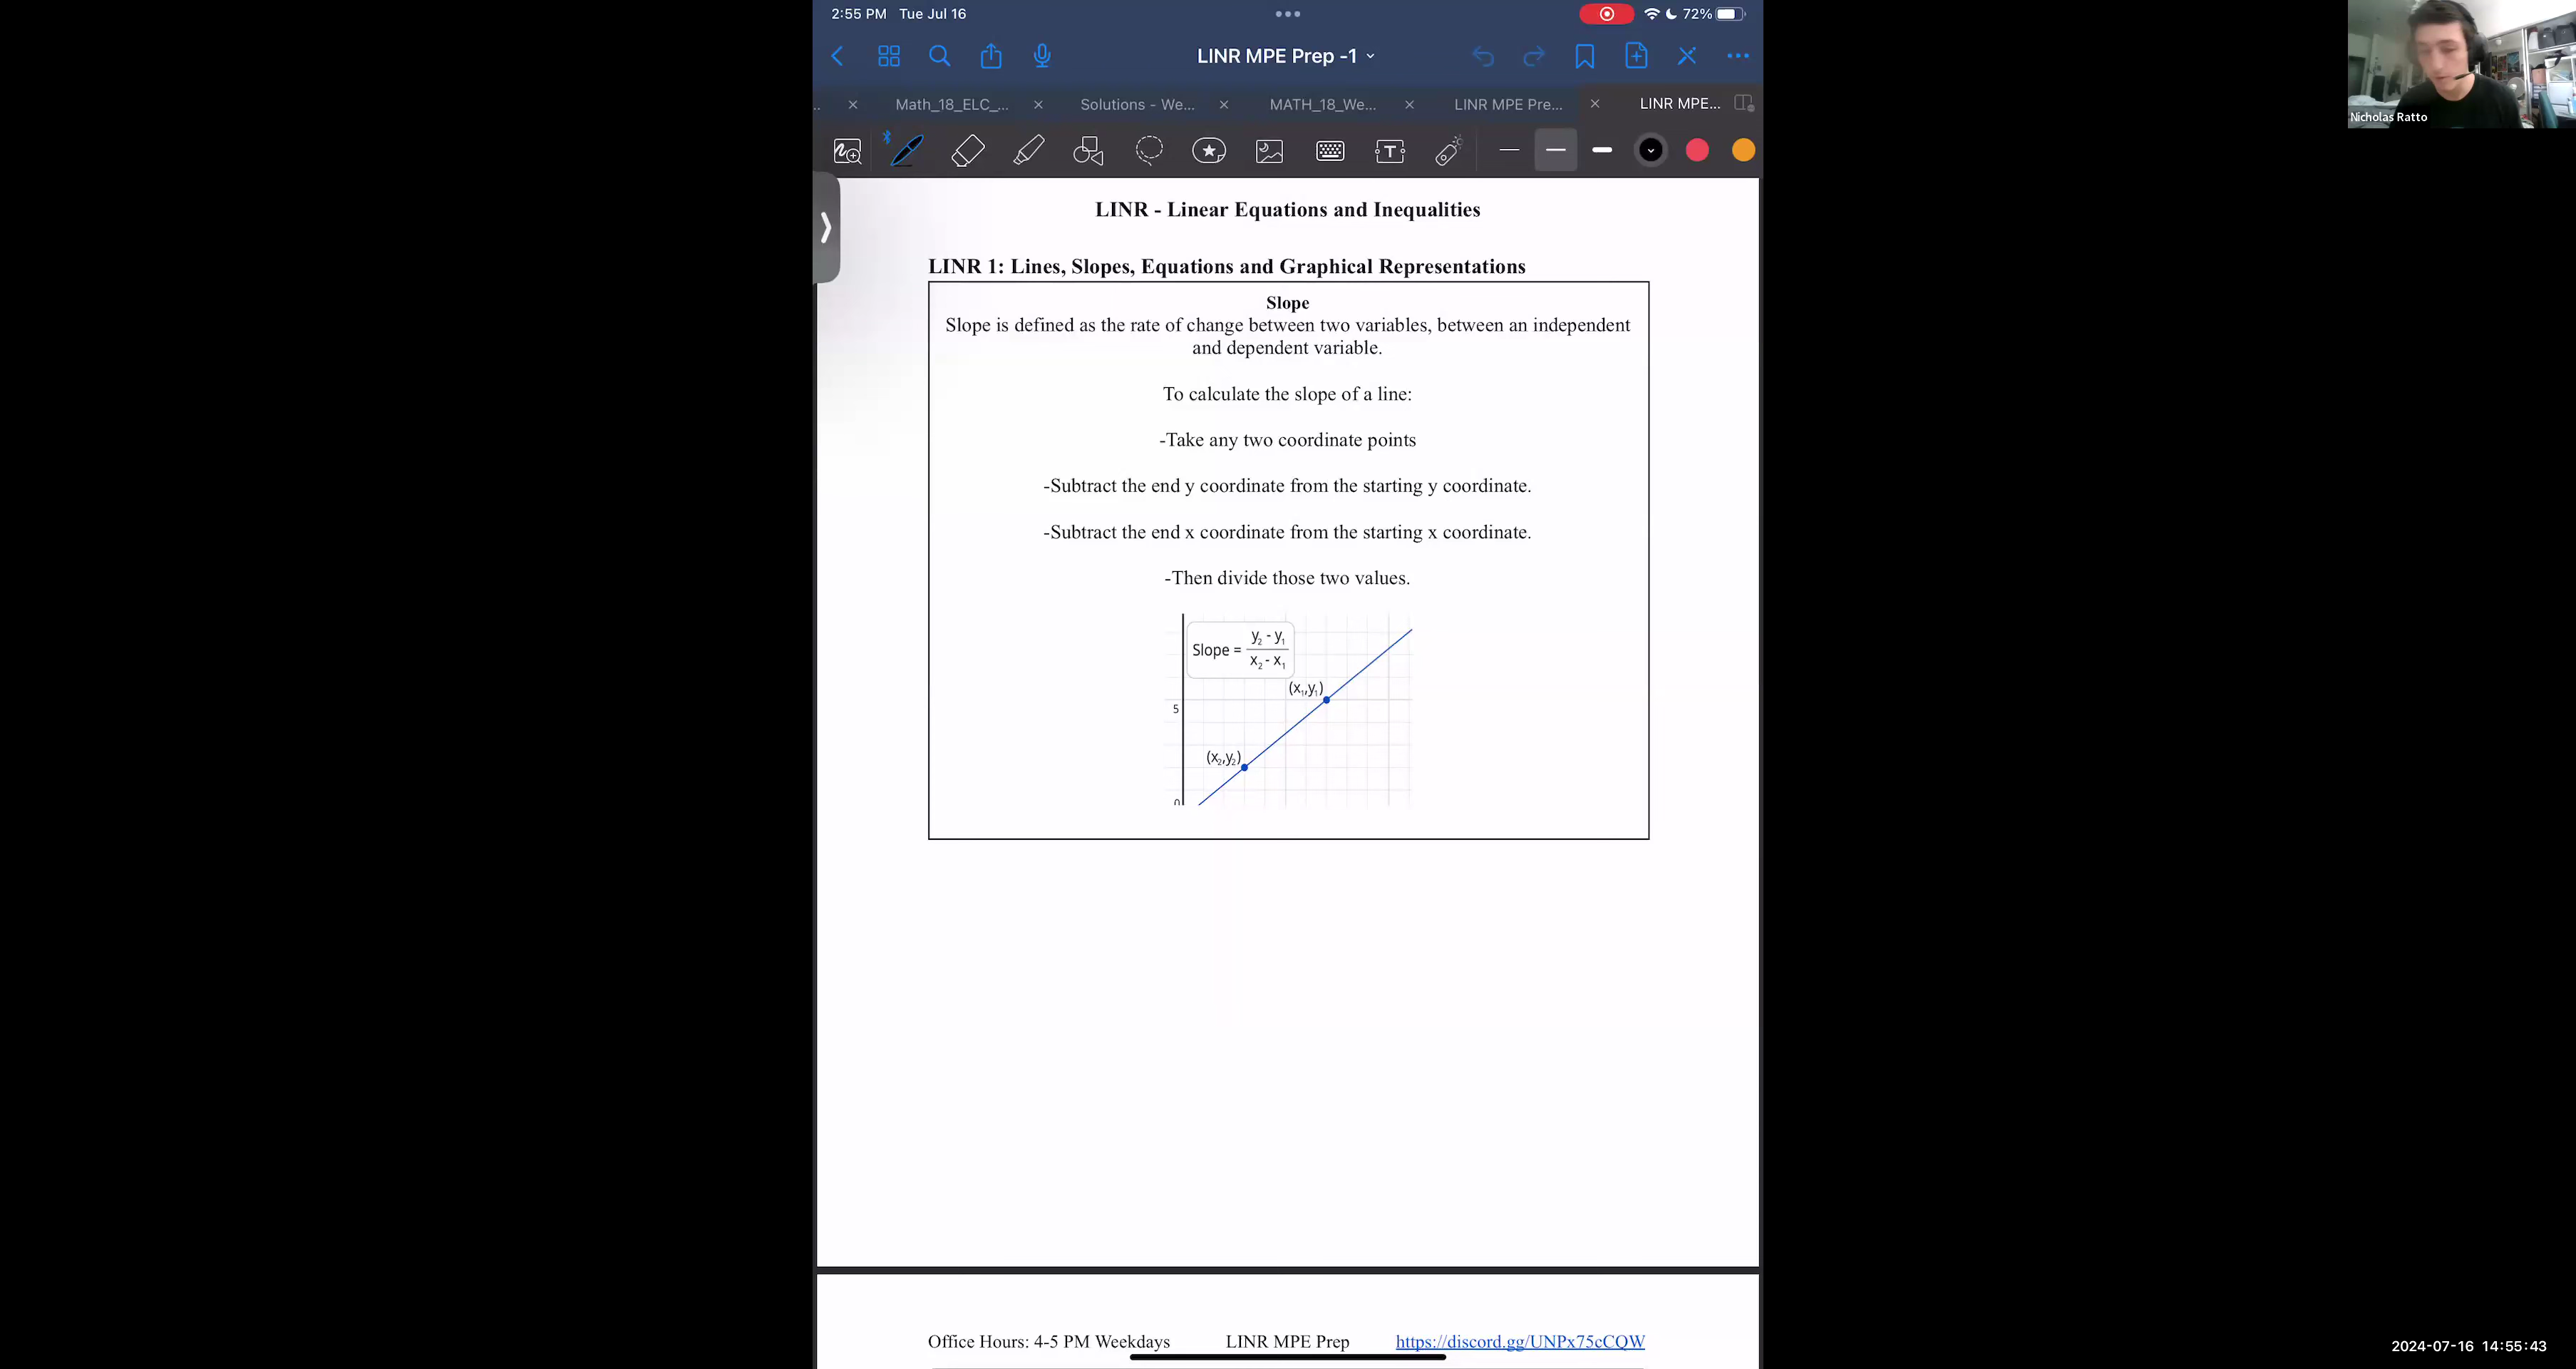 2:55 PM Tue Jul 16
72%
LINR MPE Prep -1
Math_18_ELC_...
Solutions - We...
MATH_18_We...
LINR MPE Pre...
LINR MPE...
Nicholas Ratto
LINR - Linear Equations and Inequalities
LINR 1: Lines, Slopes, Equations and Graphical Representations
Slope
Slope is defined as the rate of change between two variables, between an independent
and dependent variable.
To calculate the slope of a line:
-Take any two coordinate points
-Subtract the end y coordinate from the starting y coordinate.
-Subtract the end x coordinate from the starting x coordinate.
-Then divide those two values.
y₂ - y₁
Slope =
x₂ - x₁
(x₁,y₁)
5
(x₂,y₂)
0
Office Hours: 4-5 PM Weekdays LINR MPE Prep https://discord.gg/UNPx75cCQW
2024-07-16 14:55:43